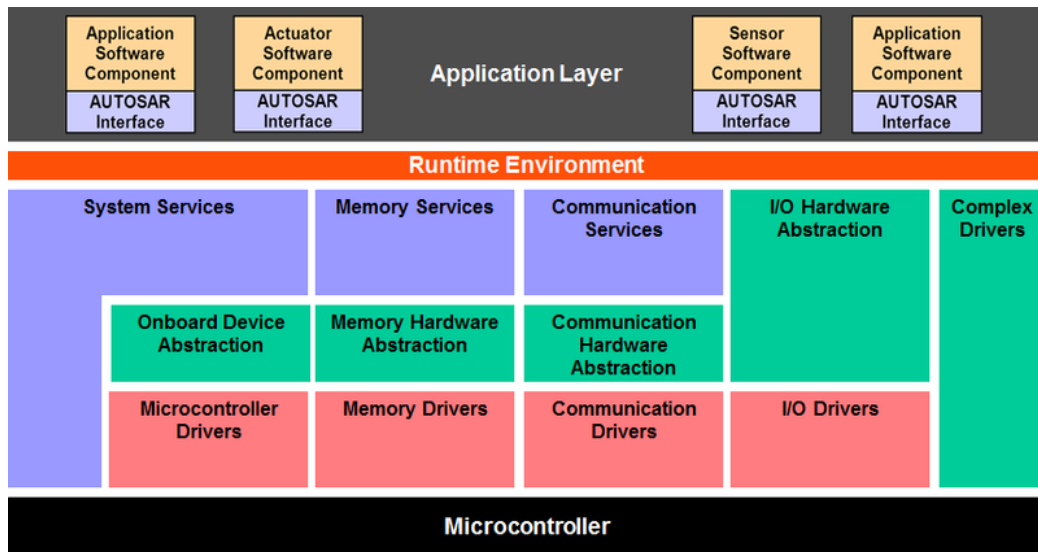 Application
Software
Component
AUTOSAR
Interface
Actuator
Software
Component
AUTOSAR
Interface
Application Layer
Sensor
Software
Component
AUTOSAR
Interface
Application
Software
Component
AUTOSAR
Interface
Runtime Environment
System Services
Memory Services
Communication
Services
I/O Hardware
Abstraction
Complex
Drivers
Onboard Device
Abstraction
Memory Hardware
Abstraction
Communication
Hardware
Abstraction
Microcontroller
Drivers
Memory Drivers
Communication
Drivers
I/O Drivers
Microcontroller